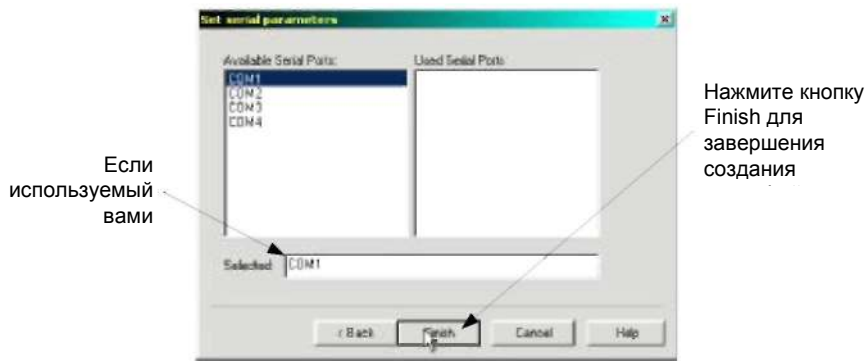 Set serial parameters
Available Serial Ports:
Used Serial Ports
COM1
COM2
COM3
COM4
Selected
COM1
< Back
Finish
Cancel
Help
Если
используемый
вами
Нажмите кнопку
Finish для
завершения
создания